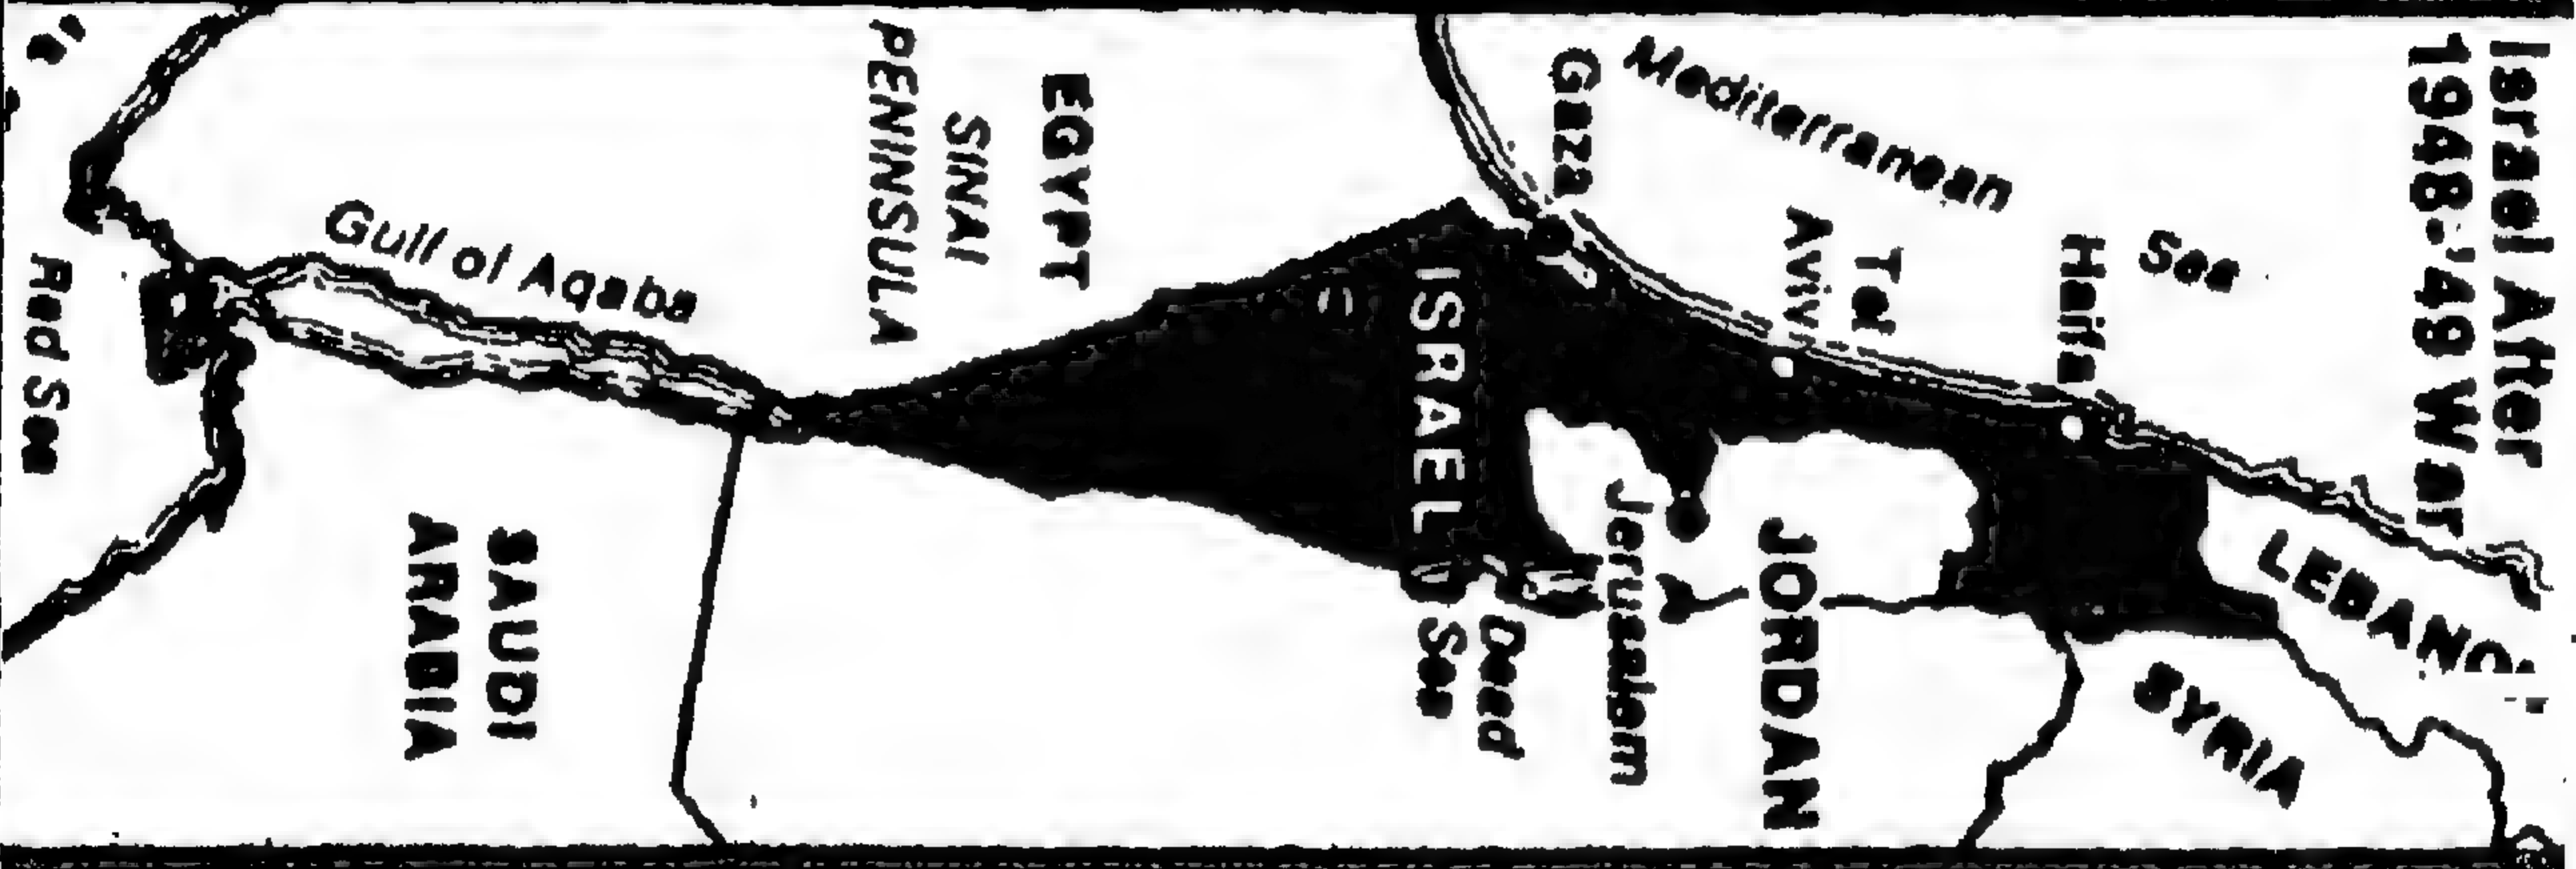 Israel After
1948-'49 War
LEBANO
Sea
Haifa
SYRIA
Mediterranean
Tel
Aviv
JORDAN
Gaza
Jerusalem
Dead
Sea
ISRAEL
EGYPT
SINAI
PENINSULA
Gulf of Aqaba
SAUDI
ARABIA
Red Sea